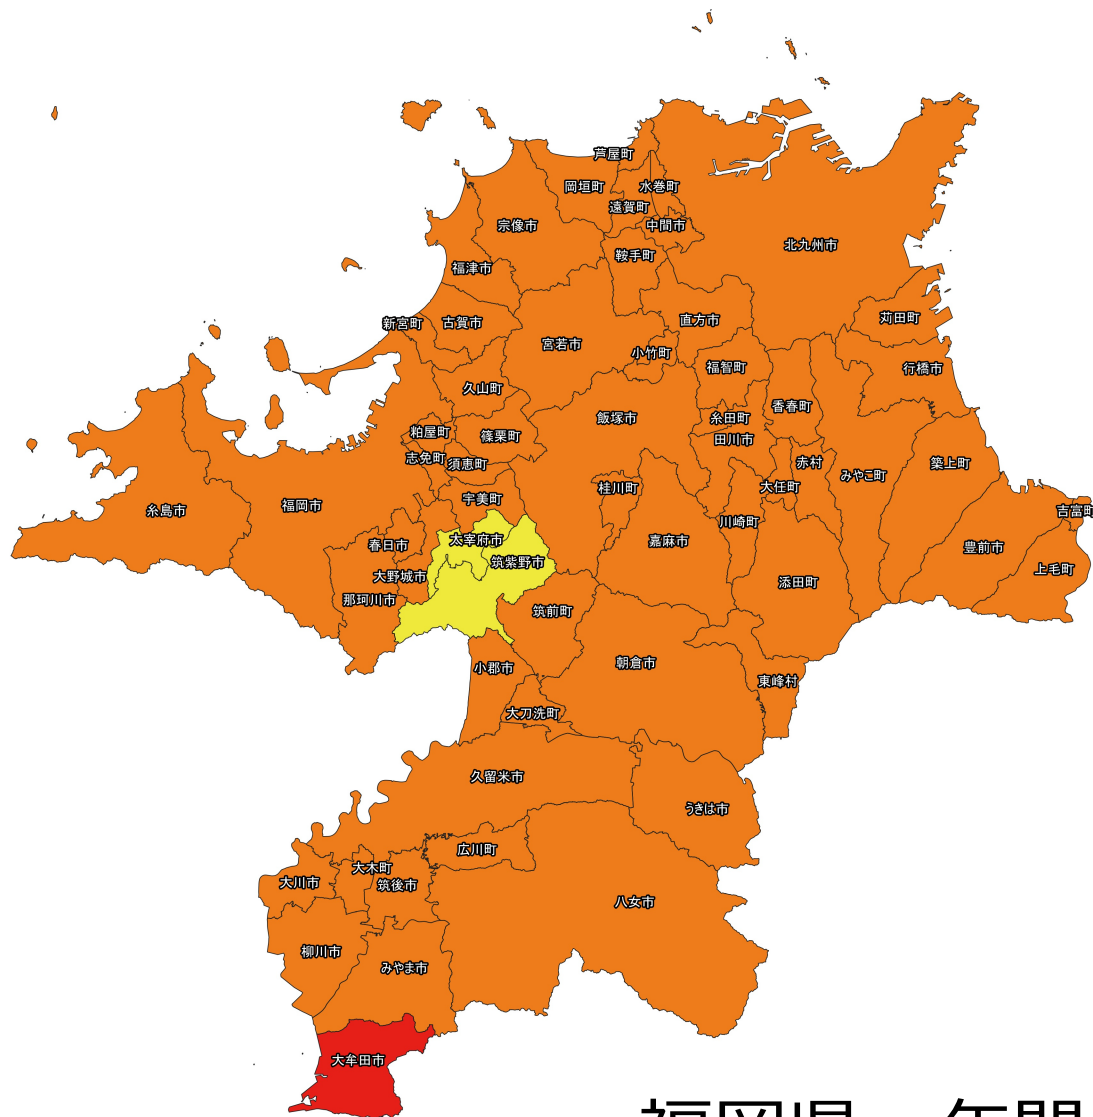 芦屋町
岡垣町
水巻町
遠賀町
宗像市
中間市
北九州市
鞍手町
福津市
新宮町
古賀市
直方市
苅田町
宮若市
小竹町
福智町
行橋市
久山町
香春町
飯塚市
糸田町
粕屋町
篠栗町
田川市
志免町
須恵町
赤村
築上町
みやこ町
桂川町
大任町
宇美町
糸島市
福岡市
吉富町
川崎町
太宰府市
嘉麻市
春日市
豊前市
筑紫野市
上毛町
大野城市
添田町
那珂川市
筑前町
朝倉市
小郡市
東峰村
大刀洗町
久留米市
うきは市
広川町
大木町
大川市
筑後市
八女市
柳川市
みやま市
大牟田市
福岡県 年間